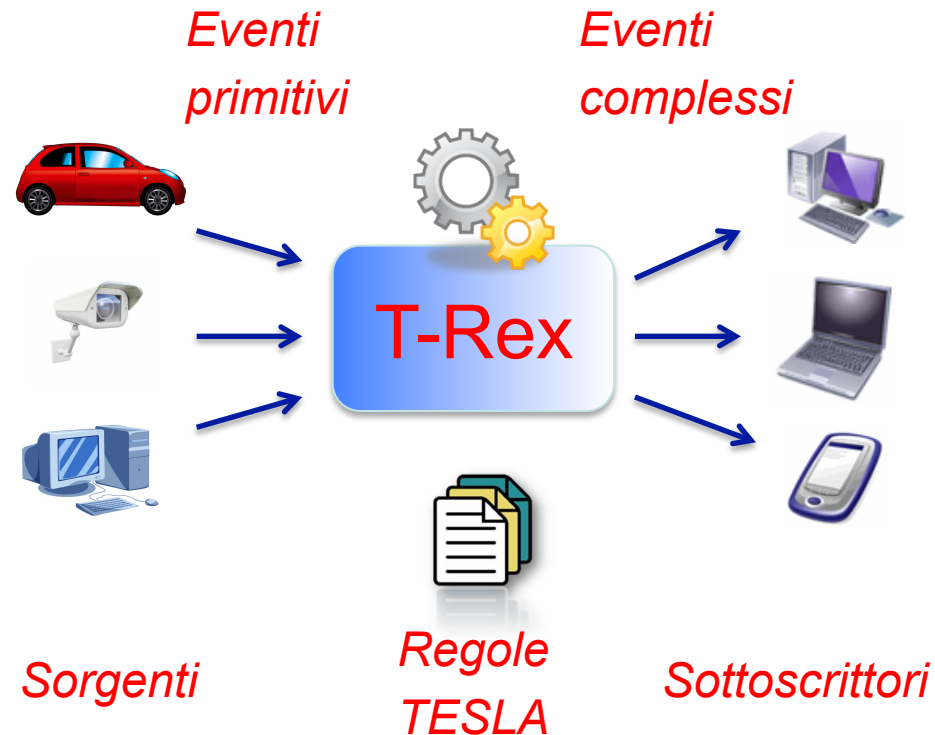 Eventi
primitivi
Eventi
complessi
T-Rex
Regole
TESLA
Sorgenti
Sottoscrittori